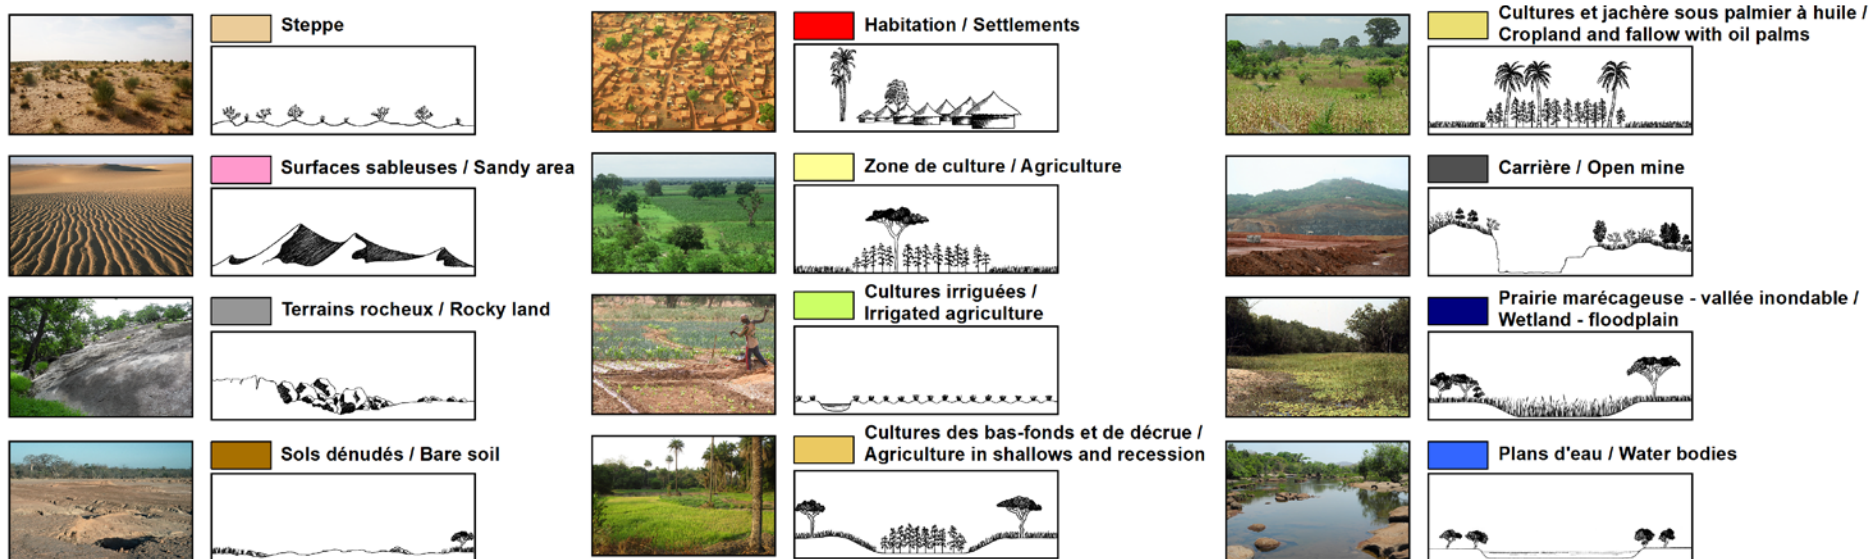 Steppe
Surfaces sableuses / Sandy area
Terrains rocheux / Rocky land
Sols dénudés / Bare soil
Habitation / Settlements
Zone de culture / Agriculture
Cultures irriguées /
Irrigated agriculture
Cultures des bas-fonds et de décrue /
Agriculture in shallows and recession
Cultures et jachère sous palmier à huile /
Cropland and fallow with oil palms
Carrière / Open mine
Prairie marécageuse - vallée inondable /
Wetland - floodplain
Plans d'eau / Water bodies